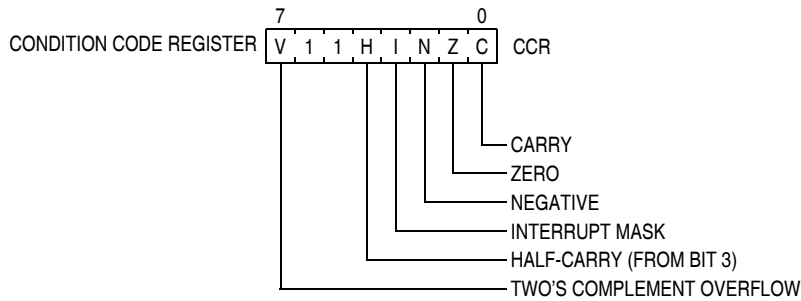 7 0
CONDITION CODE REGISTER V 1 1 H I N Z C CCR
CARRY
ZERO
NEGATIVE
INTERRUPT MASK
HALF-CARRY (FROM BIT 3)
TWO'S COMPLEMENT OVERFLOW